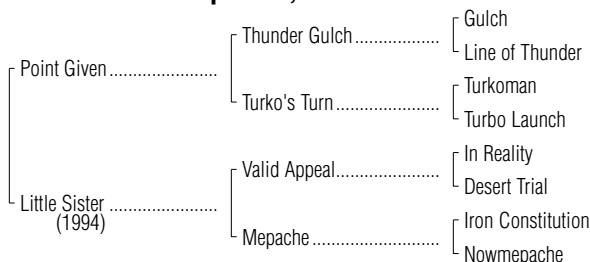 Gulch
Thunder Gulch....................
Line of Thunder
Point Given.........................
Turkoman
Turko's Turn.........................
Turbo Launch
In Reality
Valid Appeal.........................
Desert Trial
Little Sister.........................
(1994)
Iron Constitution
Mepache..............................
Nowmepache